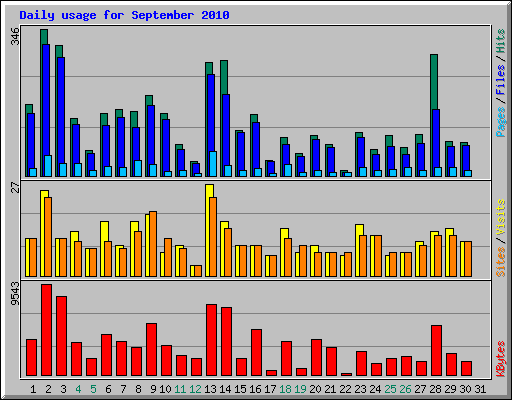 Daily usage for September 2010
346
Pages / Files / Hits
27
Sites / Visits
9543
KBytes
1 2 3 4 5 6 7 8 9 10 11 12 13 14 15 16 17 18 19 20 21 22 23 24 25 26 27 28 29 30 31